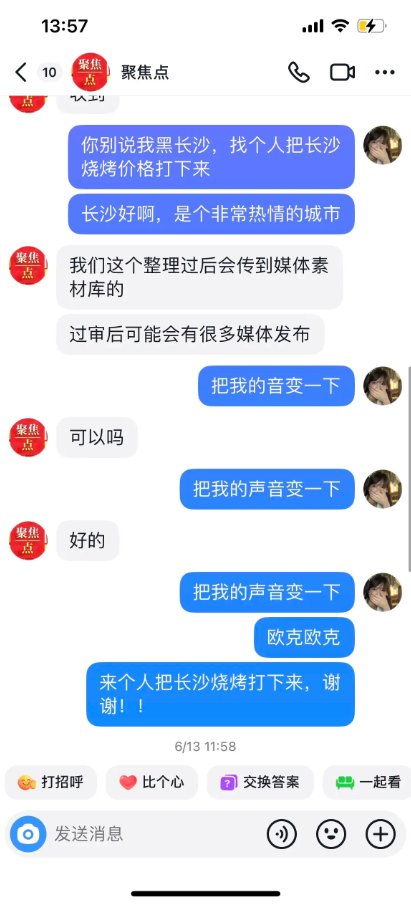 13:57
10
聚焦点
聚焦点
收到
你别说我黑长沙，找个人把长沙
烧烤价格打下来
长沙好啊，是个非常热情的城市
聚焦点
我们这个整理过后会传到媒体素
材库的
过审后可能会有很多媒体发布
把我的音变一下
聚焦点
可以吗
把我的声音变一下
聚焦点
好的
把我的声音变一下
欧克欧克
来个人把长沙烧烤打下来，谢
谢！！
6/13 11:58
打招呼
比个心
交换答案
一起看
发送消息